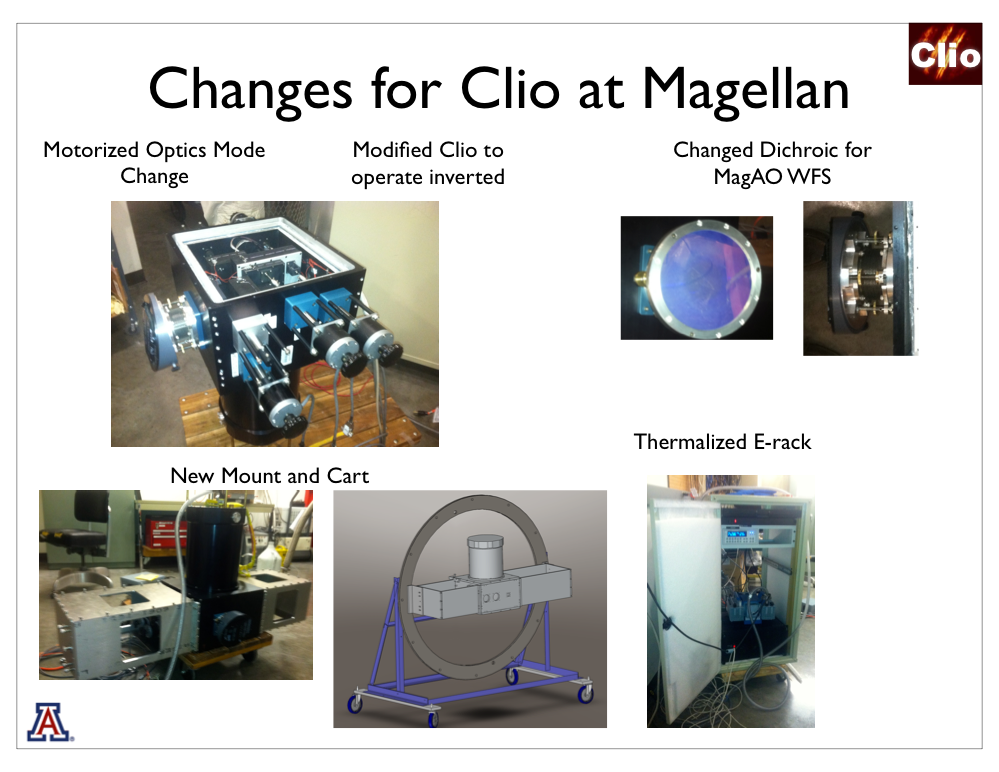 Clio
Changes for Clio at Magellan
Motorized Optics Mode
Change
Modified Clio to
operate inverted
Changed Dichroic for
MagAO WFS
Thermalized E-rack
New Mount and Cart
A